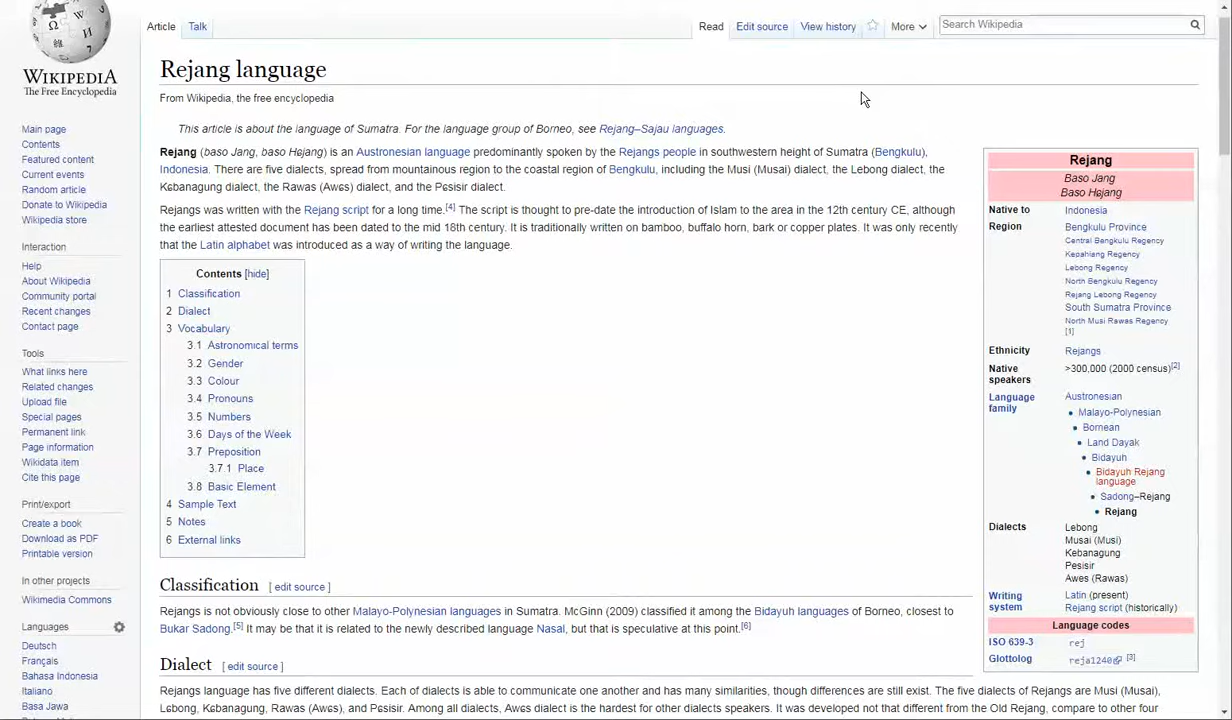 Article
Talk
Read
Edit source
View history
More
Search Wikipedia
WIKIPEDIA
The Free Encyclopedia
Main page
Contents
Featured content
Current events
Random article
Donate to Wikipedia
Wikipedia store
Interaction
Help
About Wikipedia
Community portal
Recent changes
Contact page
Tools
What links here
Related changes
Upload file
Special pages
Permanent link
Page information
Wikidata item
Cite this page
Print/export
Create a book
Download as PDF
Printable version
In other projects
Wikimedia Commons
Languages
Deutsch
Français
Bahasa Indonesia
Italiano
Basa Jawa
Rejang language
From Wikipedia, the free encyclopedia
This article is about the language of Sumatra. For the language group of Borneo, see Rejang–Sajau languages.
Rejang (baso Jang, baso Hejang) is an Austronesian language predominantly spoken by the Rejangs people in southwestern height of Sumatra (Bengkulu),
Indonesia. There are five dialects, spread from mountainous region to the coastal region of Bengkulu, including the Musi (Musai) dialect, the Lebong dialect, the
Kebanagung dialect, the Rawas (Awes) dialect, and the Pesisir dialect.
Rejangs was written with the Rejang script for a long time.[4] The script is thought to pre-date the introduction of Islam to the area in the 12th century CE, although
the earliest attested document has been dated to the mid 18th century. It is traditionally written on bamboo, buffalo horn, bark or copper plates. It was only recently
that the Latin alphabet was introduced as a way of writing the language.
Contents [hide]
1 Classification
2 Dialect
3 Vocabulary
3.1 Astronomical terms
3.2 Gender
3.3 Colour
3.4 Pronouns
3.5 Numbers
3.6 Days of the Week
3.7 Preposition
3.7.1 Place
3.8 Basic Element
4 Sample Text
5 Notes
6 External links
Classification [ edit source ]
Rejangs is not obviously close to other Malayo-Polynesian languages in Sumatra. McGinn (2009) classified it among the Bidayuh languages of Borneo, closest to
Bukar Sadong.[5] It may be that it is related to the newly described language Nasal, but that is speculative at this point.[6]
Dialect [ edit source ]
Rejangs language has five different dialects. Each of dialects is able to communicate one another and has many similarities, though differences are still exist. The five dialects of Rejangs are Musi (Musai),
Lebong, Kebanagung, Rawas (Awes), and Pesisir. Among all dialects, Awes dialect is the hardest for other dialects speakers. It was developed not that different from the Old Rejang, compare to other four
Rejang
Baso Jang
Baso Hejang
Native to Indonesia
Region Bengkulu Province
Central Bengkulu Regency
Kepahiang Regency
Lebong Regency
North Bengkulu Regency
Rejang Lebong Regency
South Sumatra Province
North Musi Rawas Regency
[1]
Ethnicity Rejangs
Native speakers >300,000 (2000 census)[2]
Language family Austronesian
Malayo-Polynesian
Bornean
Land Dayak
Bidayuh
Bidayuh Rejang
language
Sadong–Rejang
Rejang
Dialects Lebong
Musai (Musi)
Kebanagung
Pesisir
Awes (Rawas)
Writing system Latin (present)
Rejang script (historically)
Language codes
ISO 639-3 rej
Glottolog reja1240 [3]